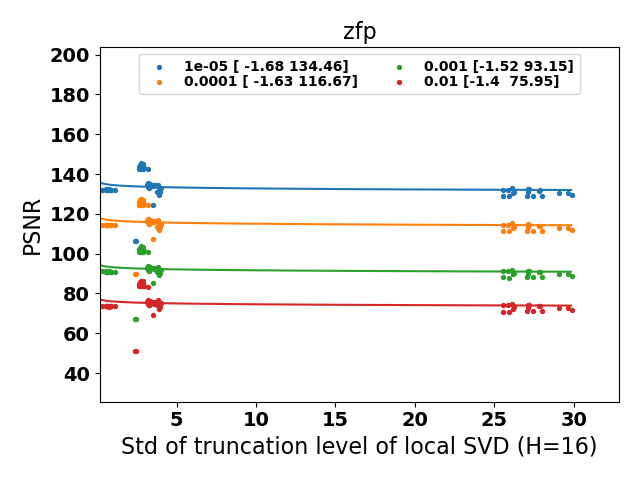 zfp
1e-05 [ -1.68 134.46]
0.0001 [ -1.63 116.67]
0.001 [-1.52 93.15]
0.01 [-1.4  75.95]
200
180
160
140
120
100
80
60
40
PSNR
5 10 15 20 25 30
Std of truncation level of local SVD (H=16)